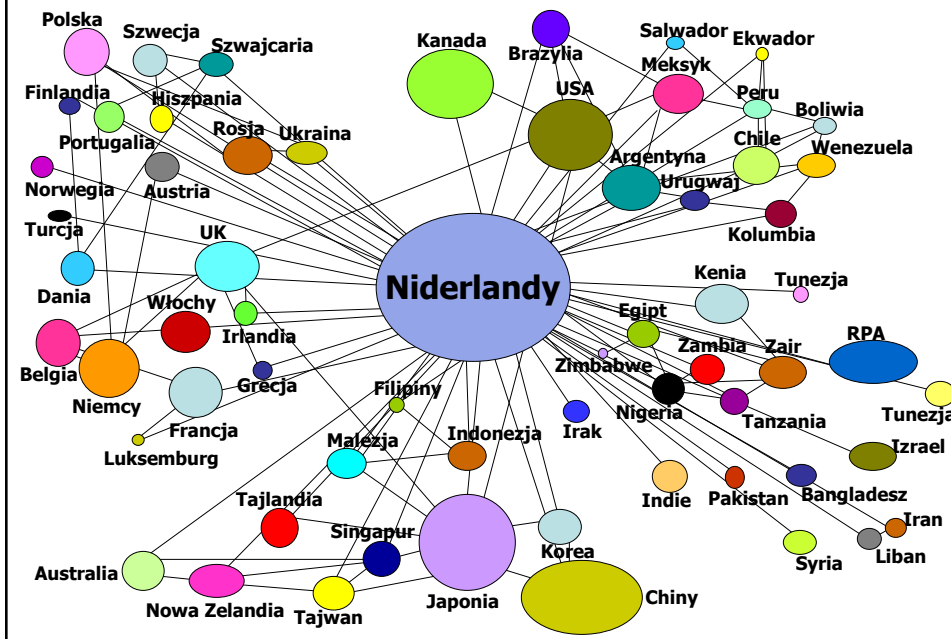 Polska
Szwecja
Szwajcaria
Kanada
Brazylia
Salwador
Ekwador
Meksyk
USA
Finlandia
Hiszpania
Peru
Boliwia
Portugalia
Rosja
Ukraina
Chile
Wenezuela
Argentyna
Urugwaj
Norwegia
Austria
Turcja
UK
Kolumbia
Niderlandy
Kenia
Tunezja
Dania
Włochy
Irlandia
Egipt
RPA
Zimbabwe
Zambia
Zair
Belgia
Niemcy
Grecja
Filipiny
Nigeria
Tanzania
Tunezja
Francja
Luksemburg
Malezja
Indonezja
Irak
Izrael
Indie
Pakistan
Bangladesz
Tajlandia
Singapur
Korea
Iran
Syria
Liban
Australia
Nowa Zelandia
Tajwan
Japonia
Chiny